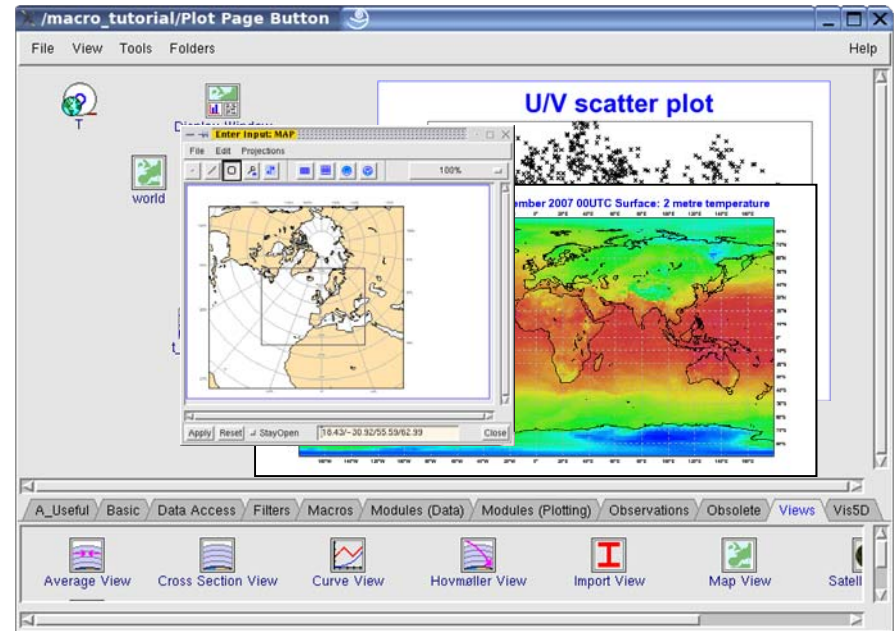 /macro_tutorial/Plot Page Button
File View Tools Folders Help
T
world
U/V scatter plot
Enter Input: MAP
File Edit Projections
100%
ember 2007 00UTC Surface: 2 metre temperature
Apply Reset StayOpen 18.43/-30.92/55.59/62.99 Close
A_Useful Basic Data Access Filters Macros Modules (Data) Modules (Plotting) Observations Obsolete Views Vis5D
Average View Cross Section View Curve View Hovmøller View Import View Map View Satell